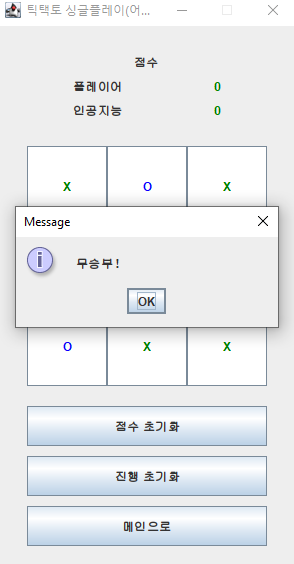 틱택토 싱글플레이(어...
점수
플레이어 0
인공지능 0
X O X
Message
무승부!
OK
O X X
점수 초기화
진행 초기화
메인으로